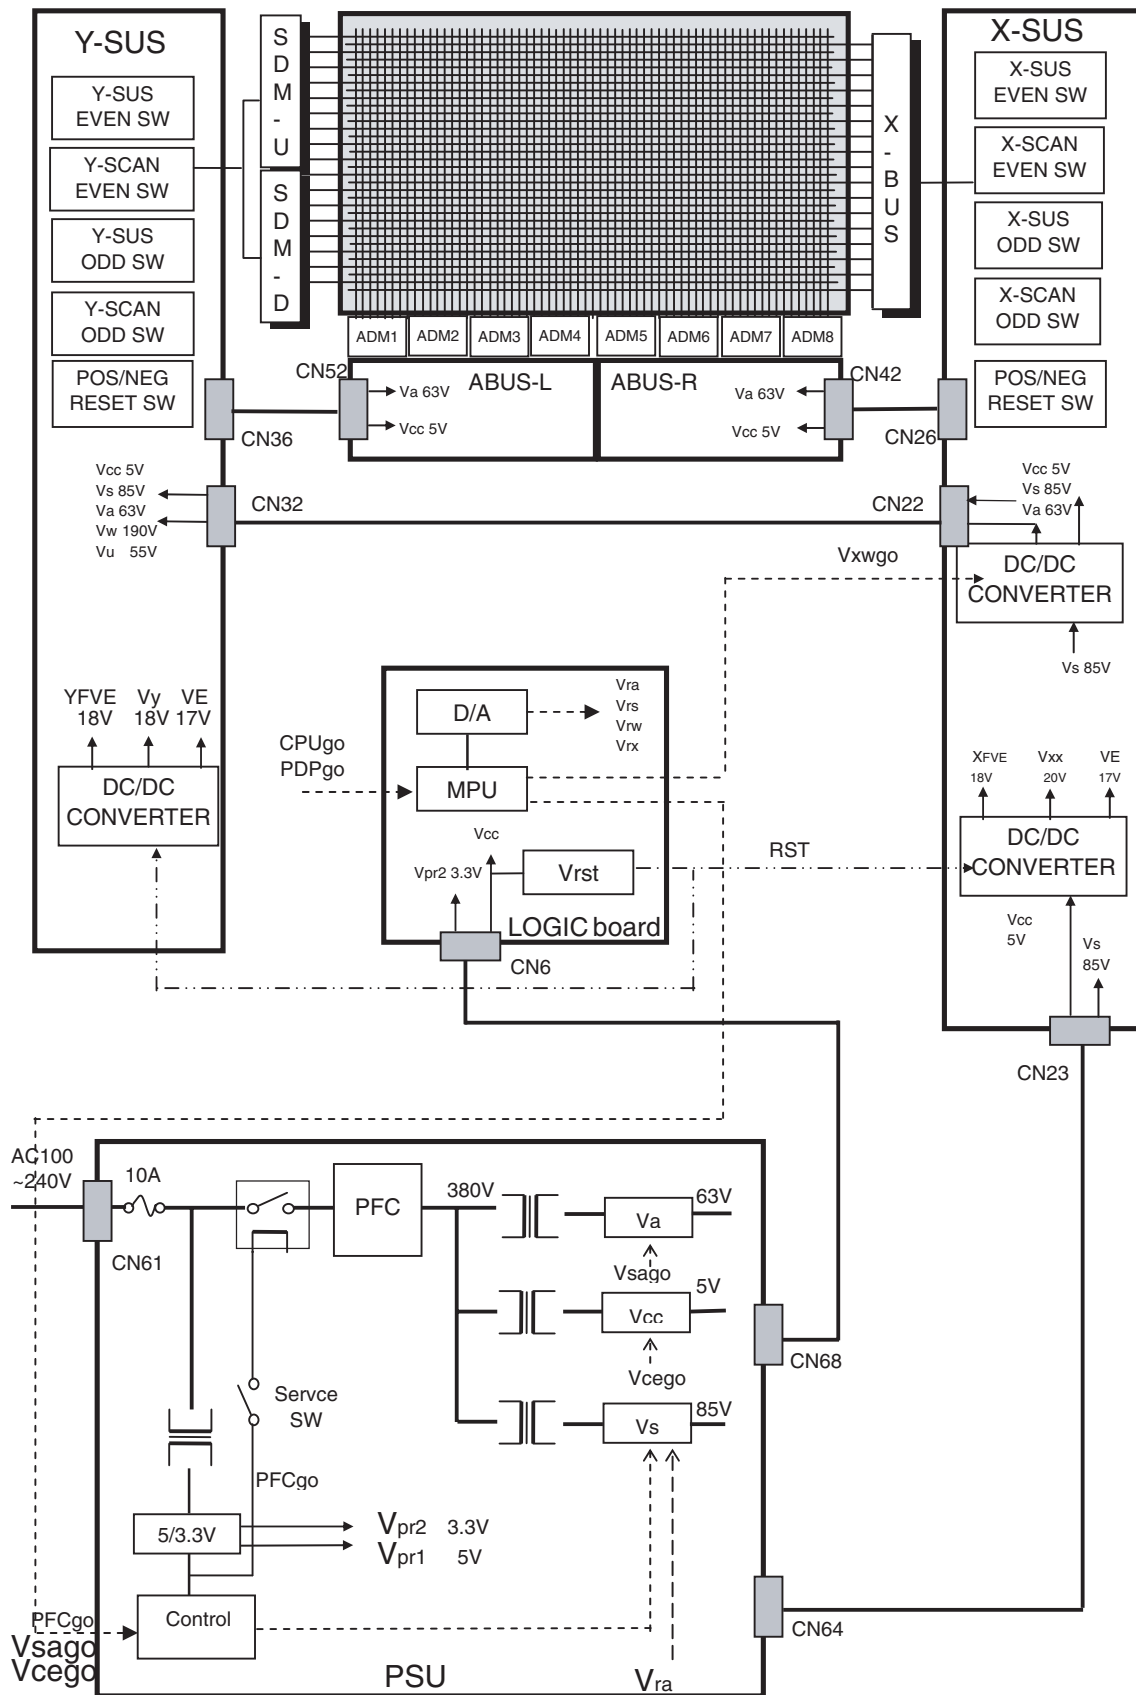 Y-SUS
Y-SUS
EVEN SW
Y-SCAN
EVEN SW
Y-SUS
ODD SW
Y-SCAN
ODD SW
POS/NEG
RESET SW
S
D
M
-
U
S
D
M
-
D
X
-
B
U
S
X-SUS
X-SUS
EVEN SW
X-SCAN
EVEN SW
X-SUS
ODD SW
X-SCAN
ODD SW
POS/NEG
RESET SW
ADM1
ADM2
ADM3
ADM4
ADM5
ADM6
ADM7
ADM8
CN52
ABUS-L
Va 63V
Vcc 5V
ABUS-R
CN42
Va 63V
Vcc 5V
CN36
CN26
Vcc 5V
Vs 85V
Va 63V
Vw 190V
Vu 55V
CN32
CN22
Vcc 5V
Vs 85V
Va 63V
Vxwgo
DC/DC
CONVERTER
Vs 85V
YFVE
18V
Vy
18V
VE
17V
DC/DC
CONVERTER
CPUgo
PDPgo
D/A
MPU
Vra
Vrs
Vrw
Vrx
Vcc
Vpr2 3.3V
Vrst
LOGIC board
CN6
RST
XFVE
18V
Vxx
20V
VE
17V
DC/DC
CONVERTER
Vcc
5V
Vs
85V
CN23
AC100
~240V
10A
CN61
PFC
380V
Va
63V
Vsago
Vcc
5V
Vcego
Vs
85V
CN68
Servce
SW
PFCgo
5/3.3V
Vpr2 3.3V
Vpr1 5V
Control
PFCgo
Vsago
Vcego
PSU
Vra
CN64